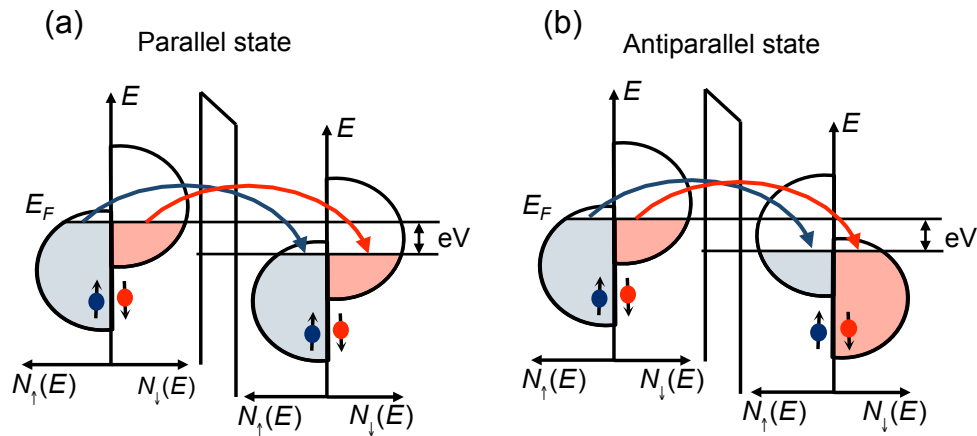 (a)
Parallel state
E
E
E_F
eV
N↑(E)
N↓(E)
N↑(E)
N↓(E)
(b)
Antiparallel state
E
E
E_F
eV
N↑(E)
N↓(E)
N↑(E)
N↓(E)